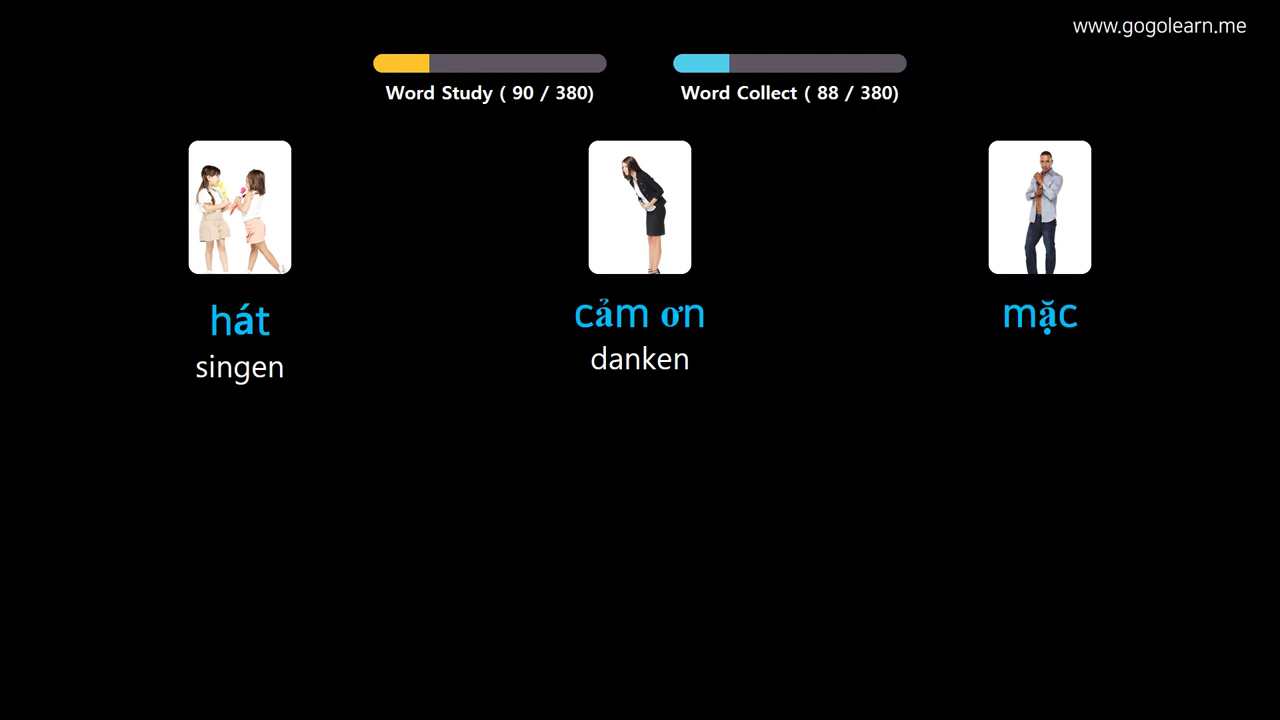 www.gogolearn.me
Word Study ( 90 / 380)
Word Collect ( 88 / 380)
hát
singen
cảm ơn
danken
mặc